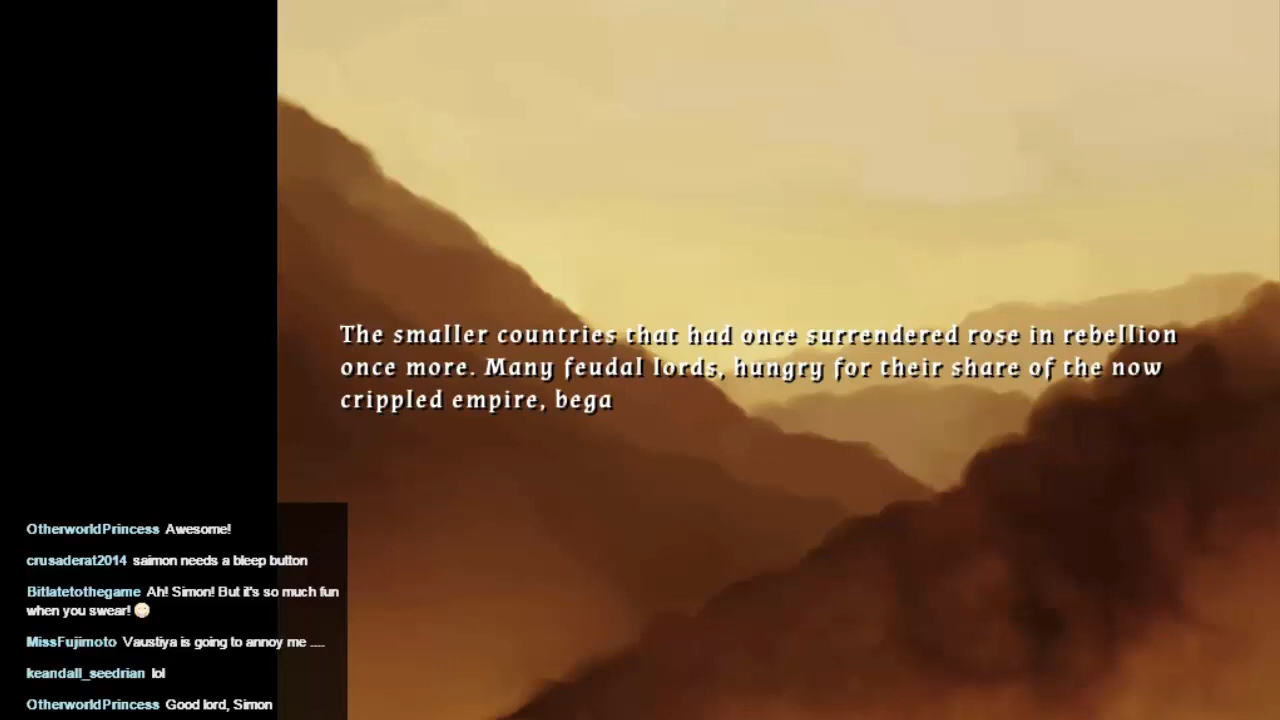 The smaller countries that had once surrendered rose in rebellion
once more. Many feudal lords, hungry for their share of the now
crippled empire, bega
OtherworldPrincess Awesome!
crusaderat2014 saimon needs a bleep button
Bitlatetothegame Ah! Simon! But it's so much fun
when you swear!
MissFujimoto Vaustiya is going to annoy me ....
keandall_seedrian lol
OtherworldPrincess Good lord, Simon